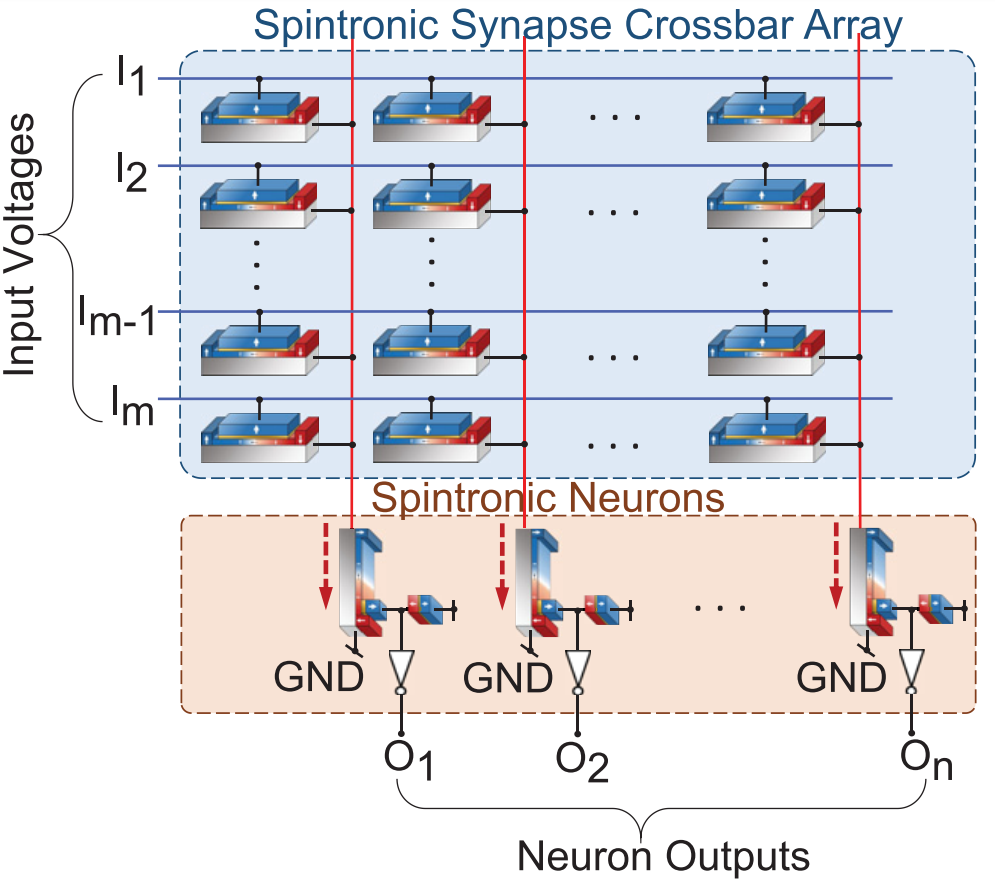 Spintronic Synapse Crossbar Array
Input Voltages
I1
I2
Im-1
Im
Spintronic Neurons
GND
GND
GND
O1
O2
On
Neuron Outputs